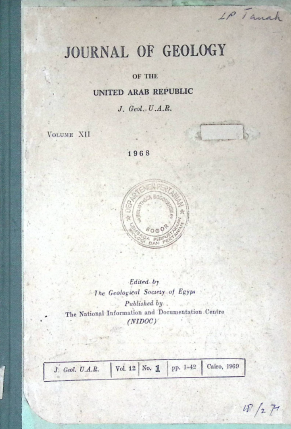 LP Tanah
JOURNAL OF GEOLOGY
OF THE
UNITED ARAB REPUBLIC
J. Geol. U.A.R.
VOLUME XII
1968
BOGOR
Edited by
The Geological Society of Egypt
Published by
The National Information and Documentation Centre
(NIDOC)
J. Geol. U.A.R. Vol. 12 No. 1 pp. 1-42 Cairo, 1969